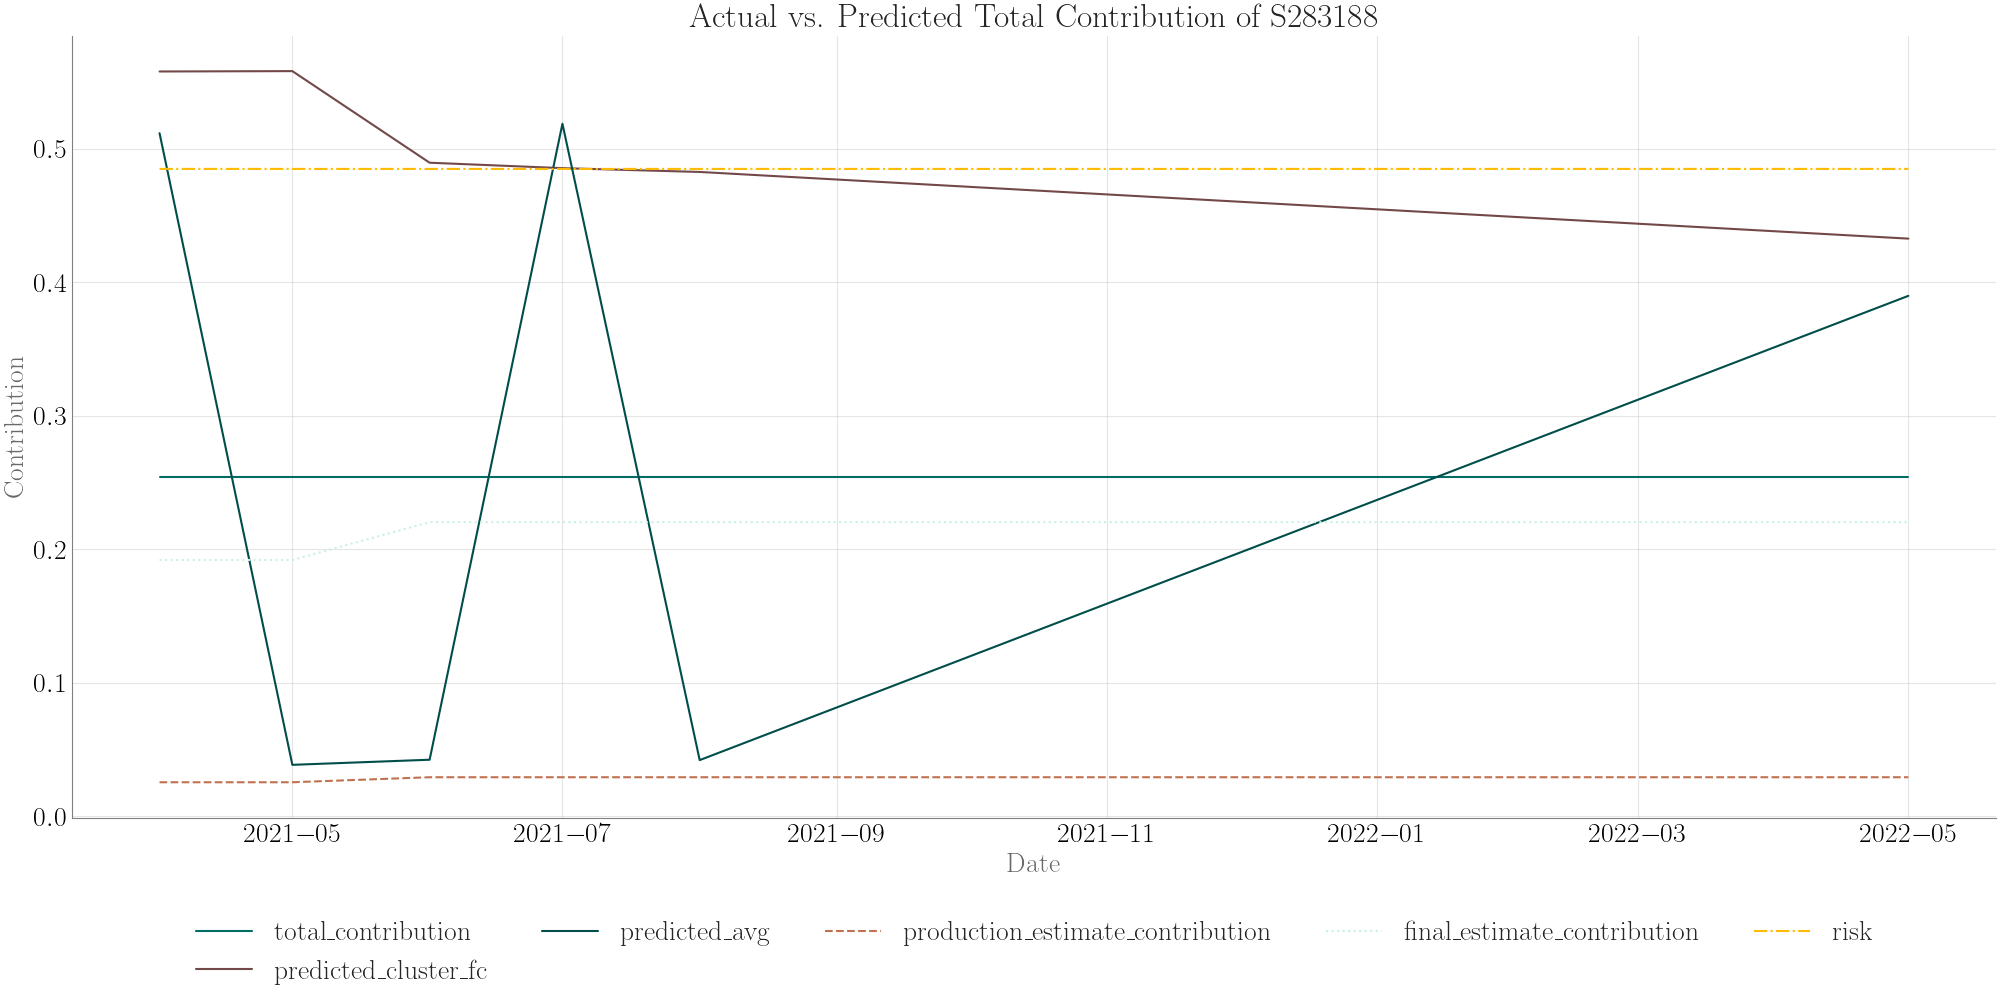 Actual vs. Predicted Total Contribution of S283188
Contribution
0.5
0.4
0.3
0.2
0.1
0.0
2021−05 2021−07 2021−09 2021−11 2022−01 2022−03 2022−05
Date
total_contribution predicted_avg production_estimate_contribution final_estimate_contribution risk
predicted_cluster_fc